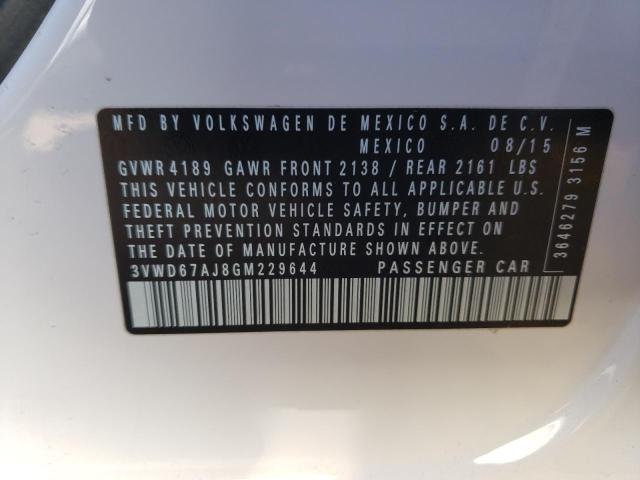 MFD BY VOLKSWAGEN DE MEXICO S.A. DE C.V.
MEXICO 08/15
GVWR 4189 GAWR FRONT 2138 / REAR 2161 LBS
THIS VEHICLE CONFORMS TO ALL APPLICABLE U.S.
FEDERAL MOTOR VEHICLE SAFETY, BUMPER AND
THEFT PREVENTION STANDARDS IN EFFECT ON
THE DATE OF MANUFACTURE SHOWN ABOVE.
3VWD67AJ8GM229644 PASSENGER CAR
3646279 3156 M